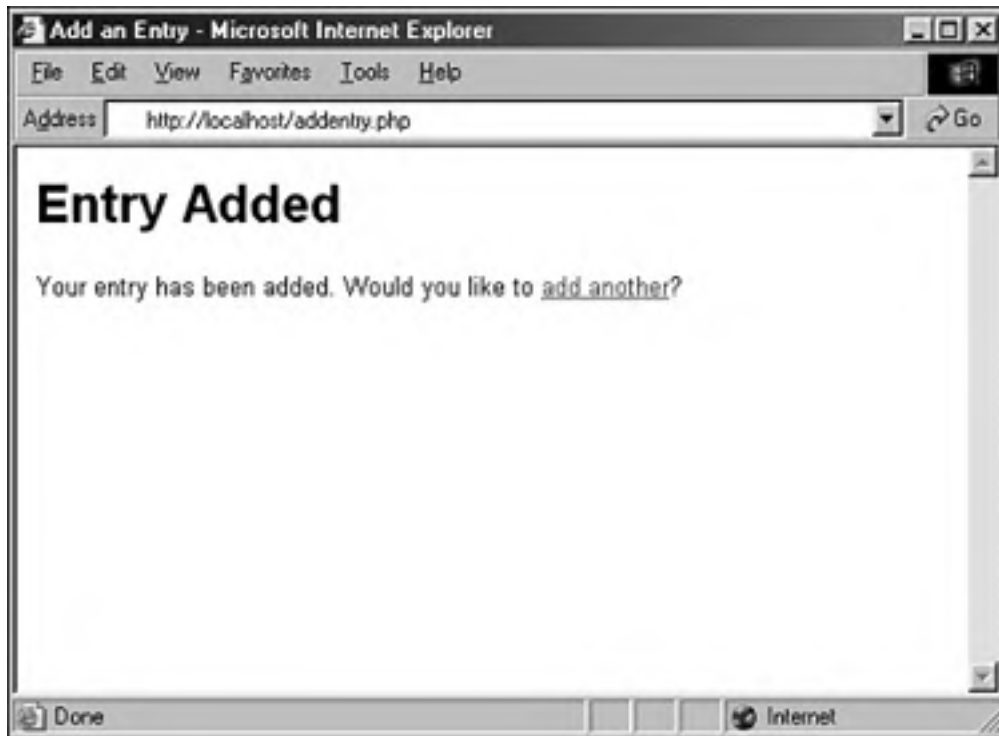 Add an Entry - Microsoft Internet Explorer
File Edit View Favorites Tools Help
Address http://localhost/addentry.php Go
Entry Added
Your entry has been added. Would you like to add another?
Done Internet